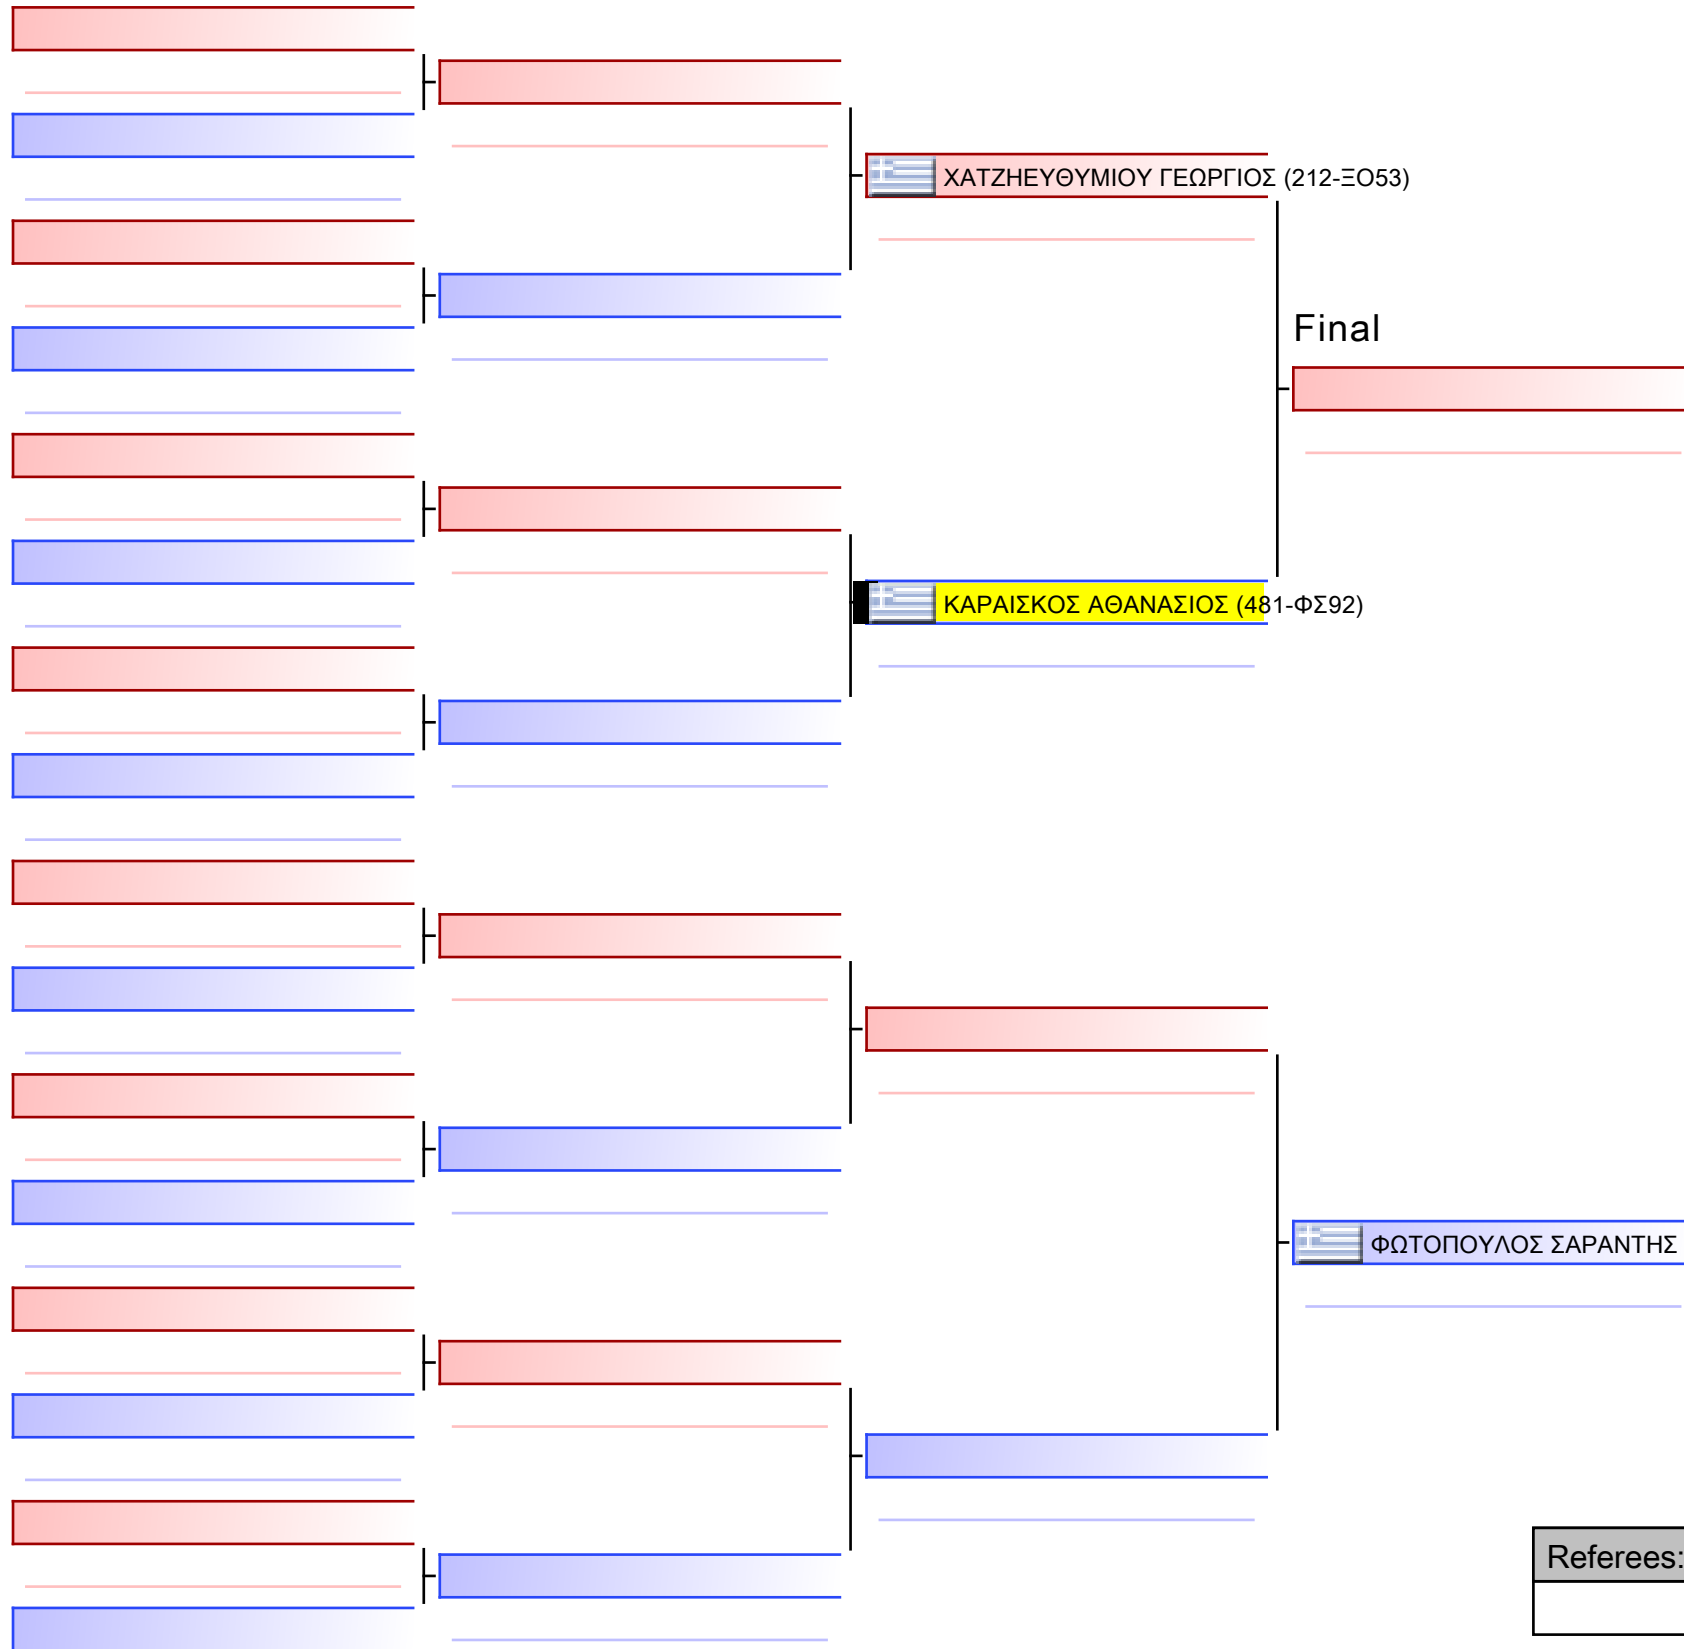 ΧΑΤΖΗΕΥΘΥΜΙΟΥ ΓΕΩΡΓΙΟΣ (212-ΞΟ53)
Final
ΚΑΡΑΙΣΚΟΣ ΑΘΑΝΑΣΙΟΣ (481-ΦΣ92)
ΦΩΤΟΠΟΥΛΟΣ ΣΑΡΑΝΤΗΣ
Referees: